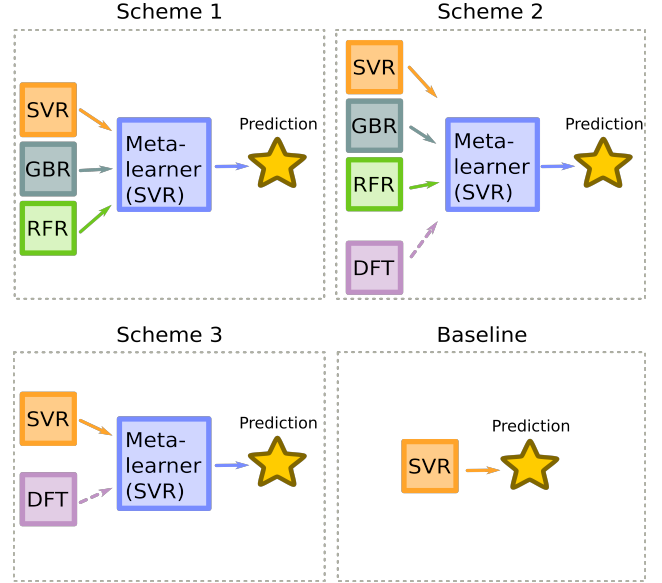 Scheme 1
SVR
GBR
RFR
Meta-
learner
(SVR)
Prediction
Scheme 2
SVR
GBR
RFR
DFT
Meta-
learner
(SVR)
Prediction
Scheme 3
SVR
DFT
Meta-
learner
(SVR)
Prediction
Baseline
SVR
Prediction